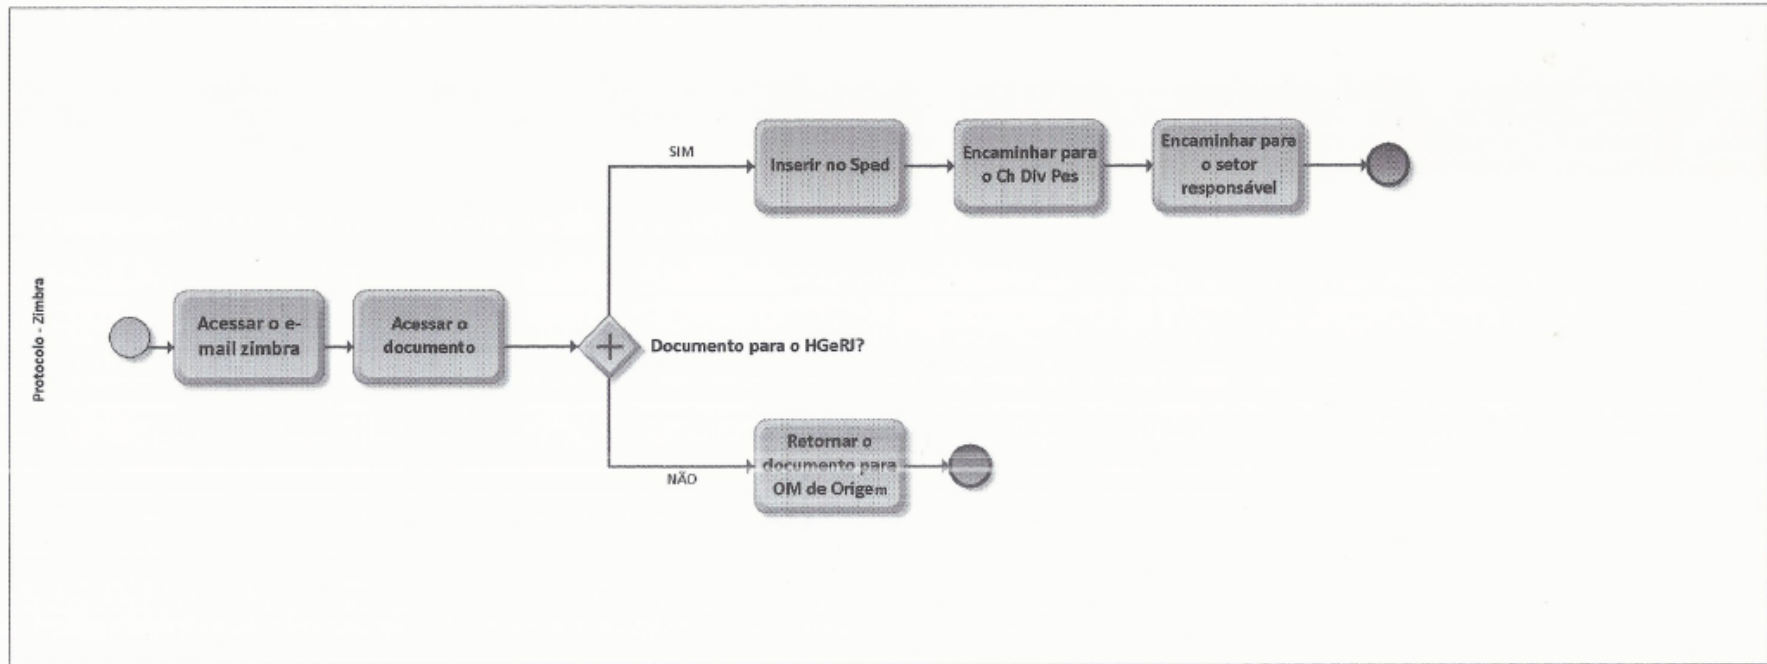 Protocolo - Zimbra
Acessar o e-
mail zimbra
Acessar o
documento
Documento para o HGeRJ?
SIM
Inserir no Sped
Encaminhar para
o Ch Div Pes
Encaminhar para
o setor
responsável
NÃO
Retornar o
documento para
OM de Origem